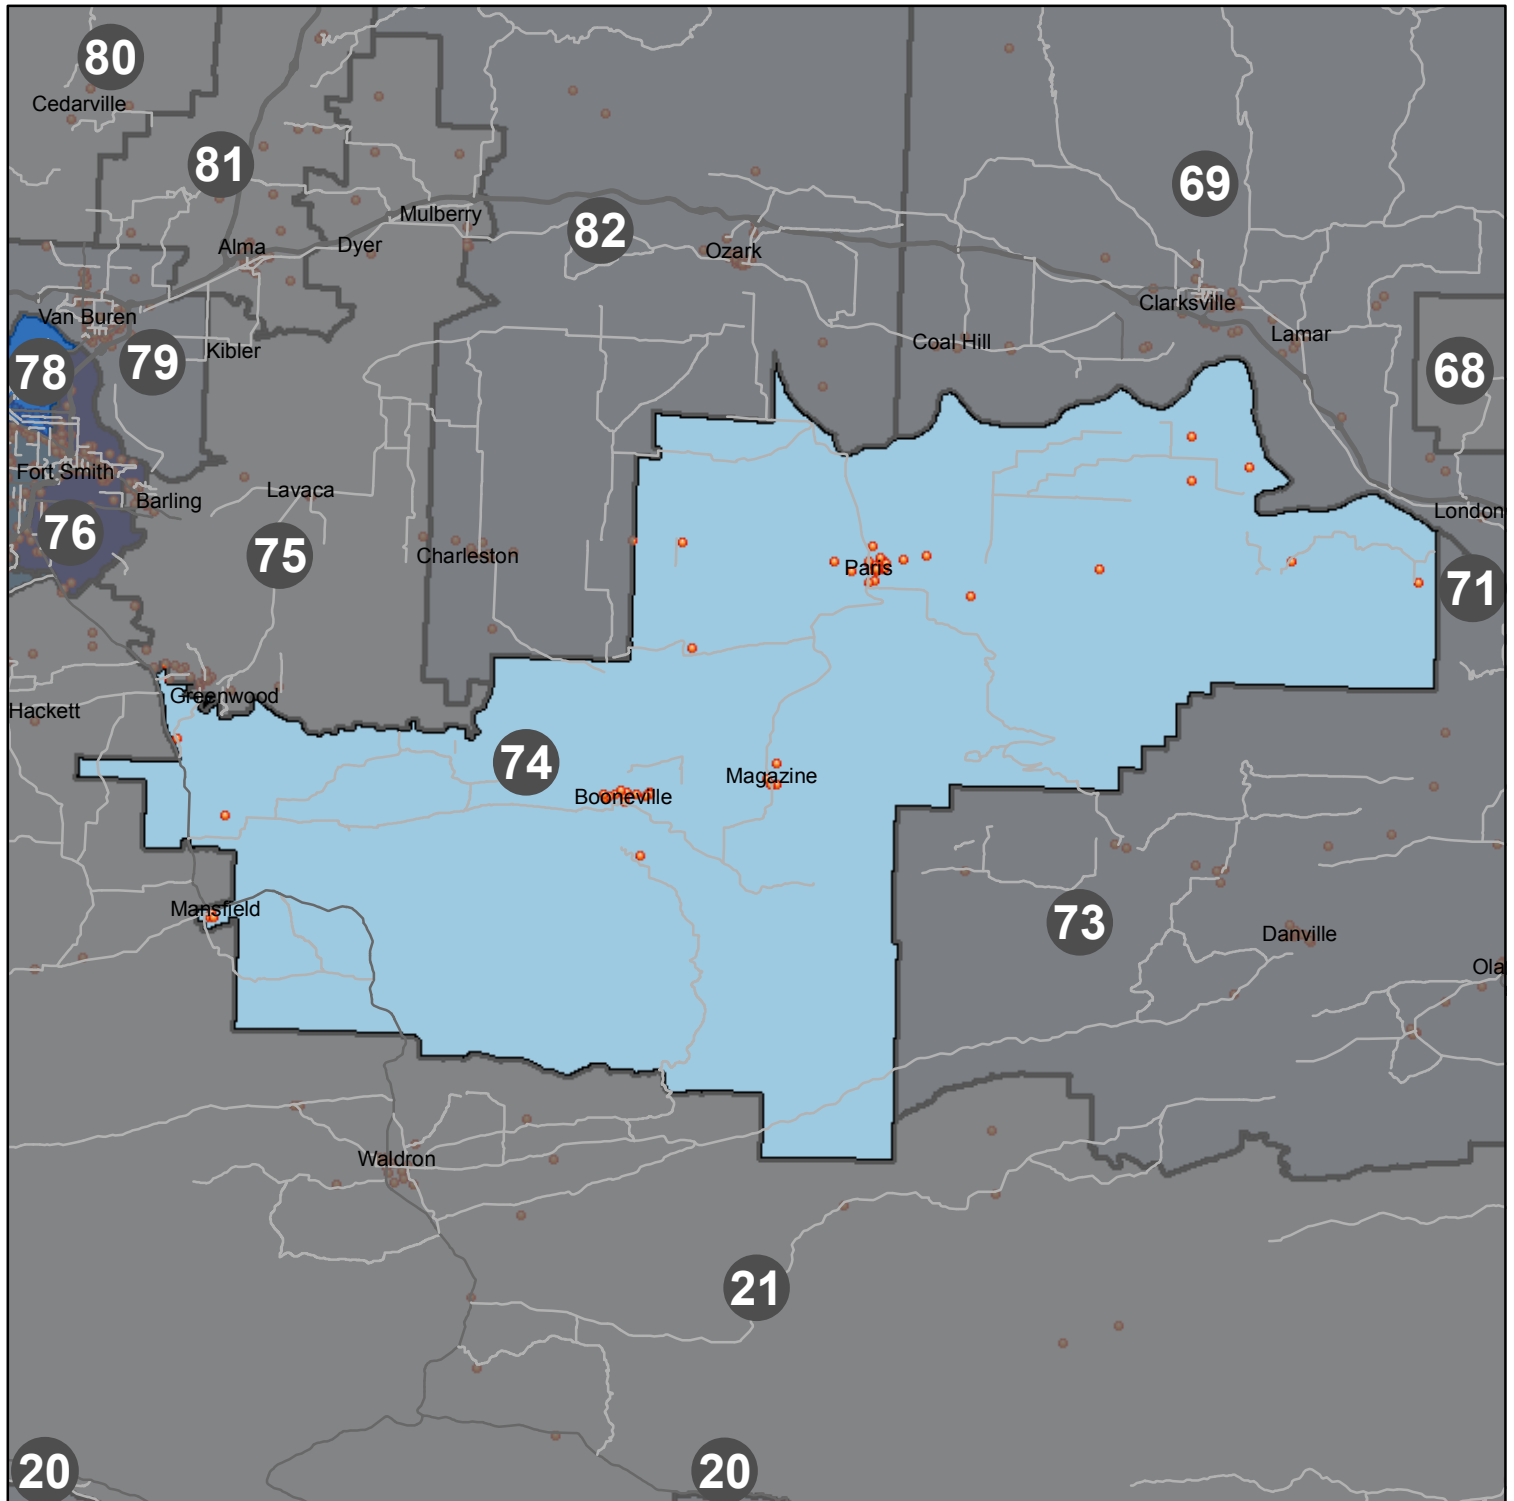 80
Cedarville
81
69
Mulberry
82
Alma
Dyer
Ozark
Clarksville
Van Buren
Lamar
Coal Hill
Kibler
79
78
68
Fort Smith
Lavaca
Barling
London
76
75
Charleston
Paris
71
Greenwood
Hackett
74
Magazine
Booneville
Mansfield
73
Danville
Ola
Waldron
21
20
20